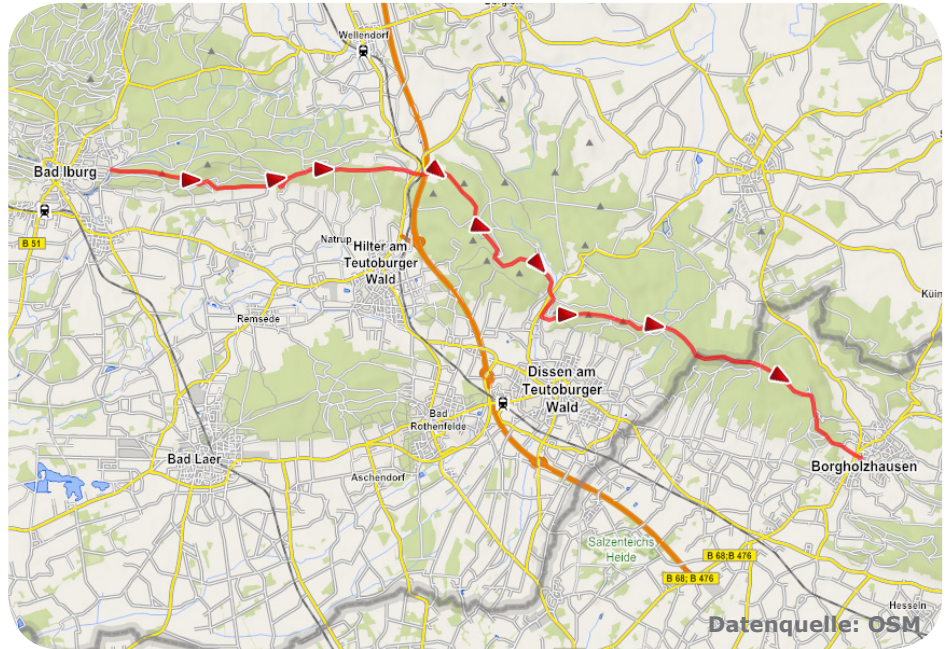 Wellendorf
Bad Iburg
B 51
Natrup
Hilter am
Teutoburger
Wald
Remsede
Dissen am
Teutoburger
Wald
Bad
Rothenfelde
Bad Laer
Aschendorf
Borgholzhausen
Salzenteichs
Heide
B 68;B 476
B 68; B 476
Hesseln
Datenquelle: OSM